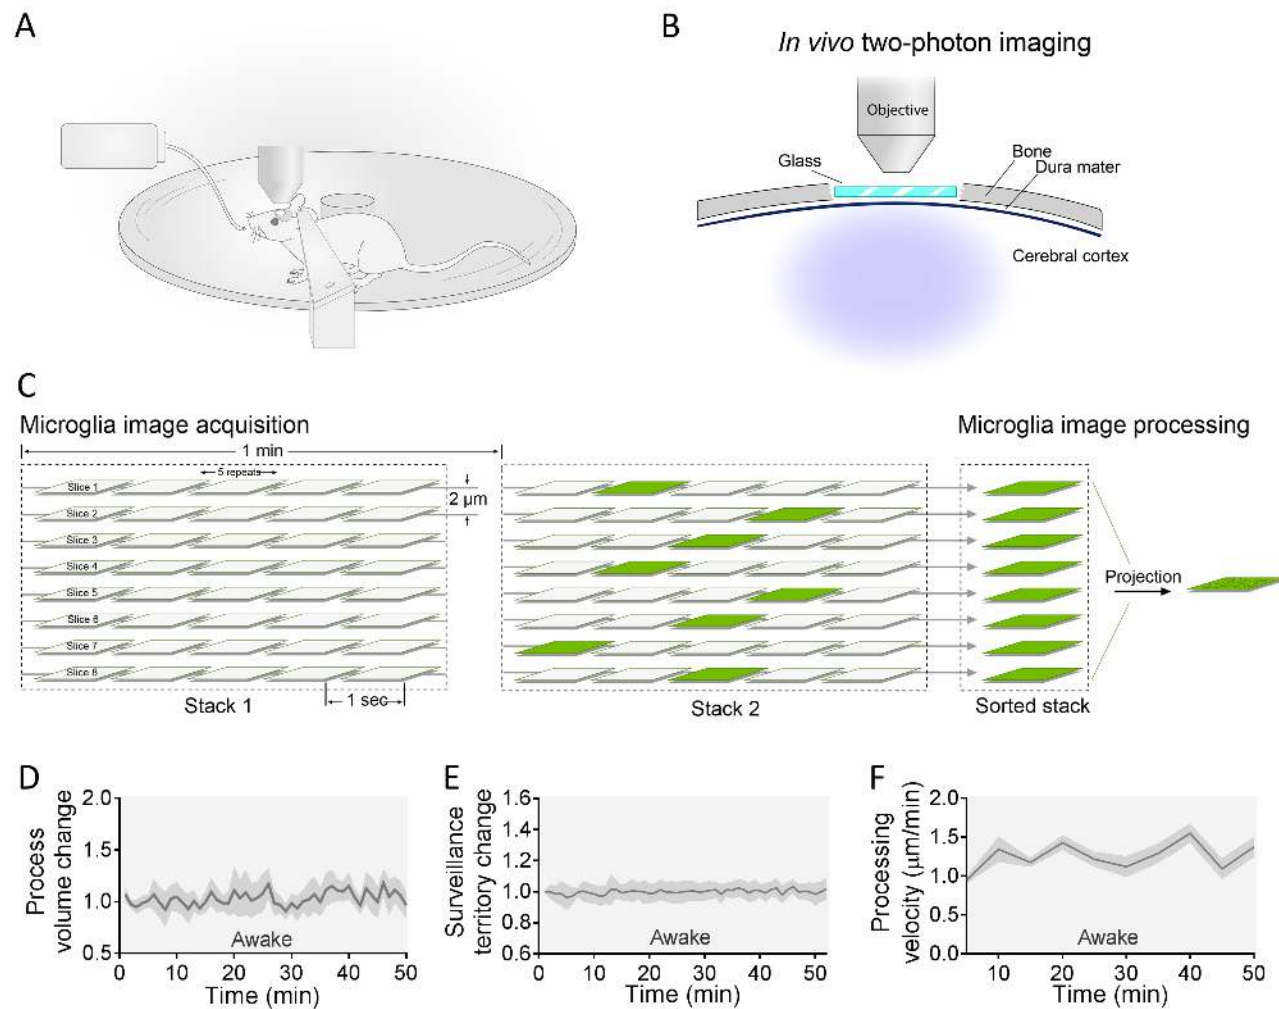 A
B
In vivo two-photon imaging
Objective
Glass
Bone
Dura mater
Cerebral cortex
C
Microglia image acquisition
Microglia image processing
1 min
5 repeats
Slice 1
2 µm
Slice 2
Slice 3
Slice 4
Slice 5
Slice 6
Slice 7
Slice 8
Projection
Stack 1
1 sec
Stack 2
Sorted stack
D
Process
volume change
2.0
1.5
1.0
0.5
Awake
0 10 20 30 40 50
Time (min)
E
Surveillance
territory change
1.6
1.4
1.2
1.0
0.8
0.6
Awake
0 10 20 30 40 50
Time (min)
F
Processing
velocity (µm/min)
2.0
1.5
1.0
0.5
0.0
Awake
10 20 30 40 50
Time (min)